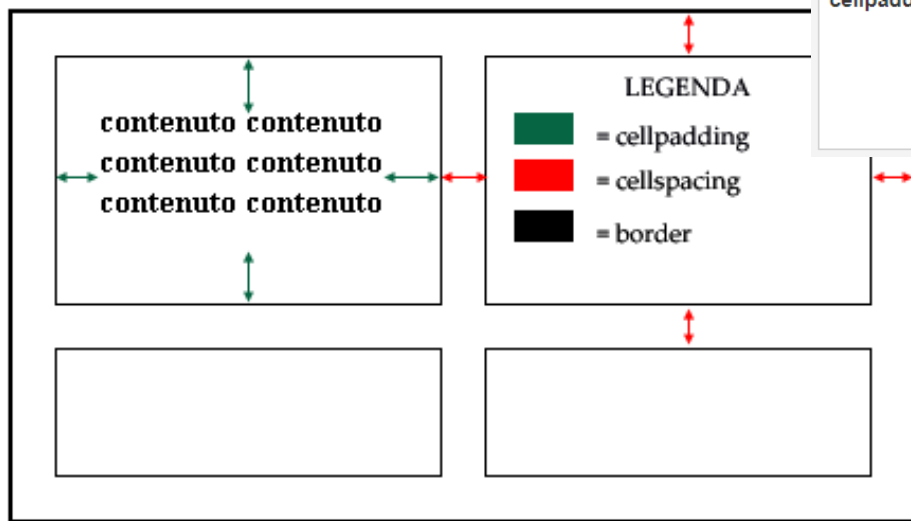 contenuto contenuto
contenuto contenuto
contenuto contenuto
LEGENDA
= cellpadding
= cellspacing
= border